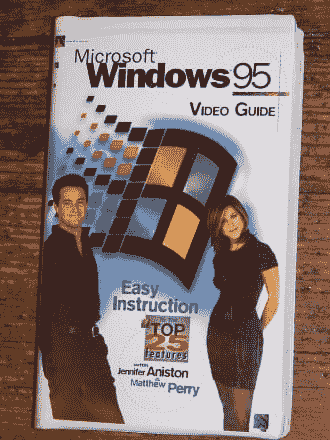 Microsoft
Windows 95
VIDEO GUIDE
Easy
Instruction
TOP
25
features
Jennifer Aniston
Matthew Perry